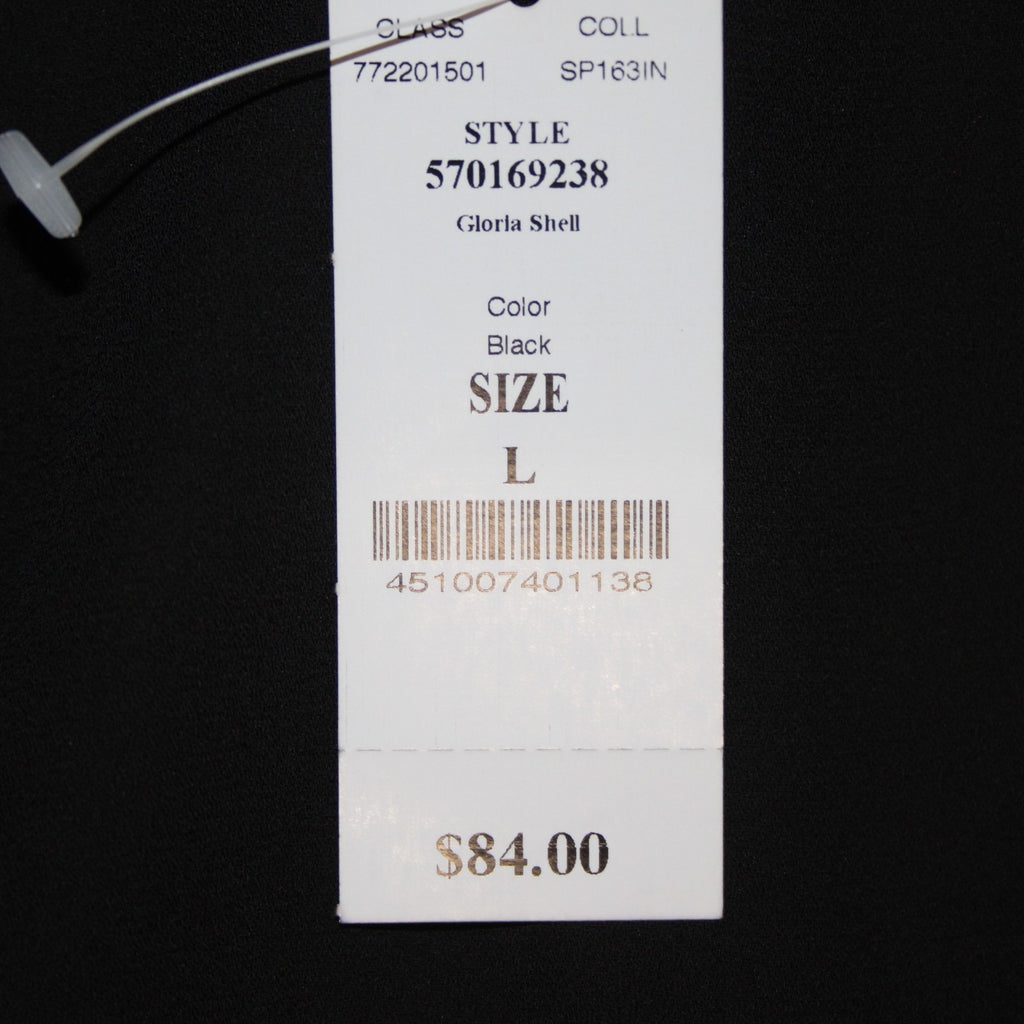 CLASS COLL
772201501 SP163IN
STYLE
570169238
Gloria Shell
Color
Black
SIZE
L
451007401138
$84.00